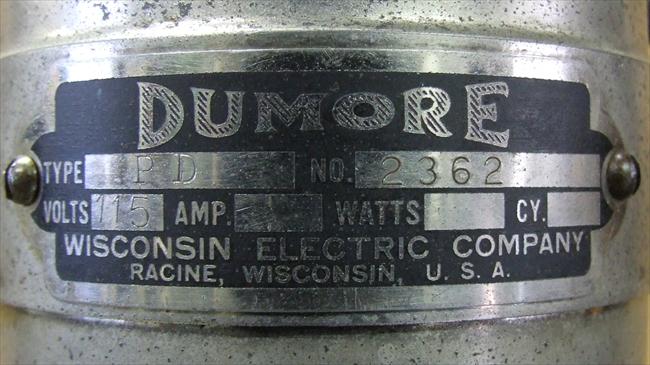 DUMORE
TYPE PD NO. 2362
VOLTS 115 AMP. WATTS CY.
WISCONSIN ELECTRIC COMPANY
RACINE, WISCONSIN, U. S. A.